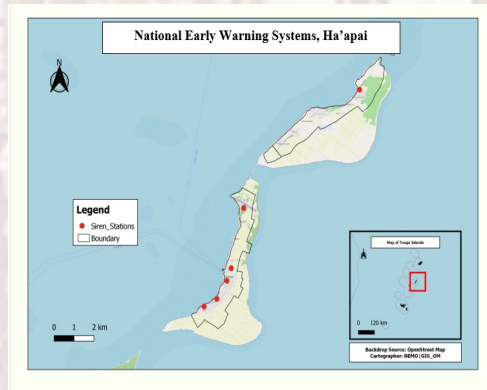 National Early Warning Systems, Ha'apai
N
Legend
Siren_Stations
Boundary
0 1 2 km
Map of Tonga Islands
0 120 km
Backdrop Source: OpenStreet Map
Cartographer: NEMO|GIS_OM